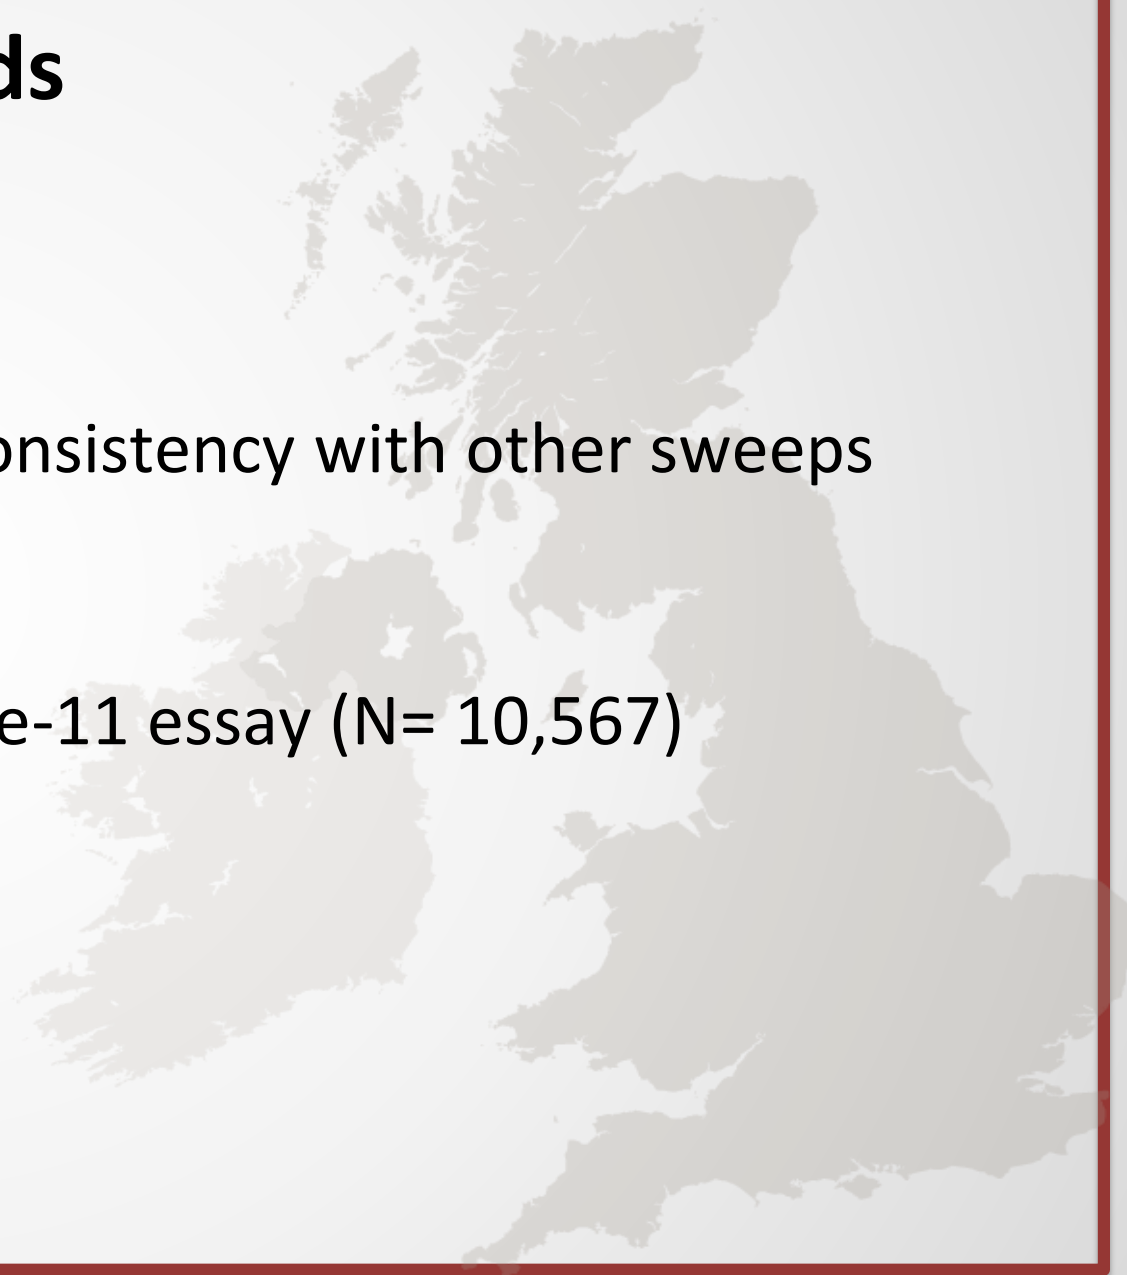 ds
onsistency with other sweeps
e-11 essay (N= 10,567)